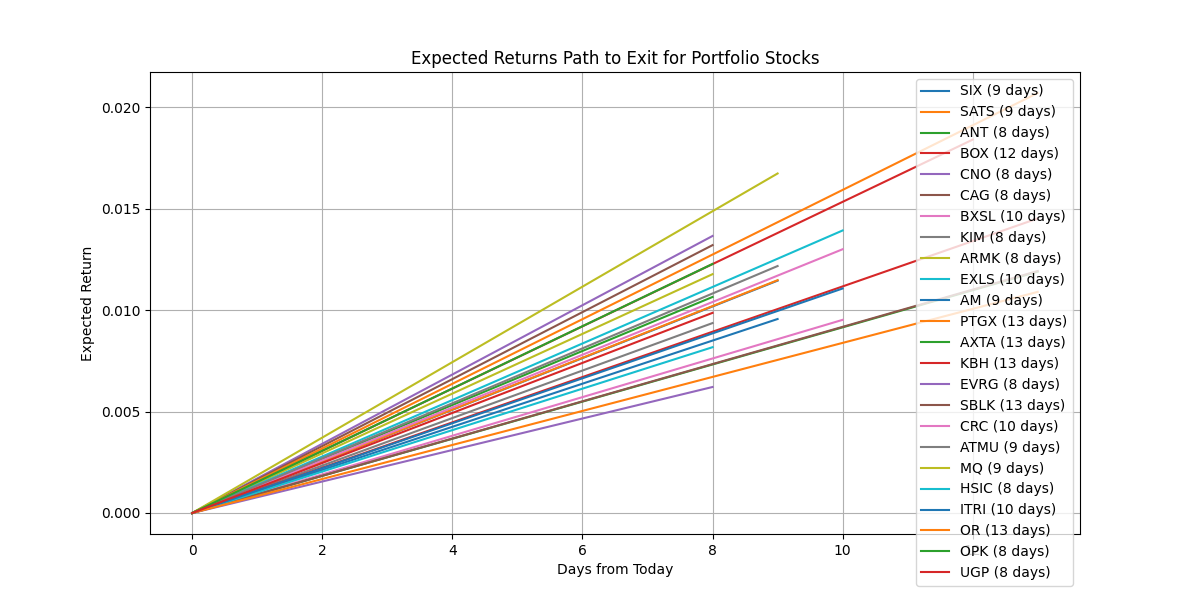 Expected Returns Path to Exit for Portfolio Stocks
Expected Return
0.020
0.015
0.010
0.005
0.000
0
2
4
6
8
10
Days from Today
SIX (9 days)
SATS (9 days)
ANT (8 days)
BOX (12 days)
CNO (8 days)
CAG (8 days)
BXSL (10 days)
KIM (8 days)
ARMK (8 days)
EXLS (10 days)
AM (9 days)
PTGX (13 days)
AXTA (13 days)
KBH (13 days)
EVRG (8 days)
SBLK (13 days)
CRC (10 days)
ATMU (9 days)
MQ (9 days)
HSIC (8 days)
ITRI (10 days)
OR (13 days)
OPK (8 days)
UGP (8 days)